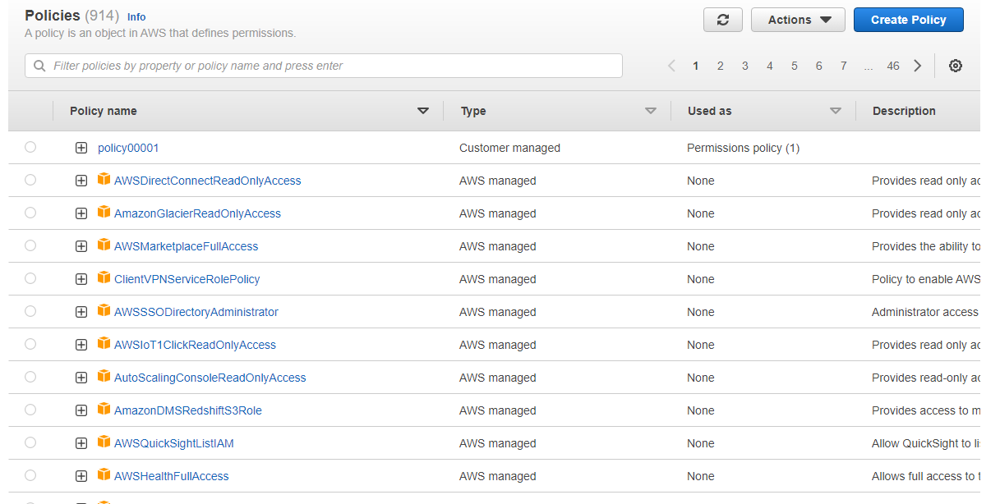 Policies (914) Info
A policy is an object in AWS that defines permissions.
Actions
Create Policy
Filter policies by property or policy name and press enter
1 2 3 4 5 6 7 ... 46
Policy name Type Used as Description
policy00001 Customer managed Permissions policy (1)
AWSDirectConnectReadOnlyAccess AWS managed None Provides read only
AmazonGlacierReadOnlyAccess AWS managed None Provides read only
AWSMarketplaceFullAccess AWS managed None Provides the ability to
ClientVPNServiceRolePolicy AWS managed None Policy to enable AWS
AWSSSODirectoryAdministrator AWS managed None Administrator access
AWSIoT1ClickReadOnlyAccess AWS managed None Provides read only
AutoScalingConsoleReadOnlyAccess AWS managed None Provides read-only
AmazonDMSRedshiftS3Role AWS managed None Provides access to
AWSQuickSightListIAM AWS managed None Allow QuickSight to
AWSHealthFullAccess AWS managed None Allows full access to